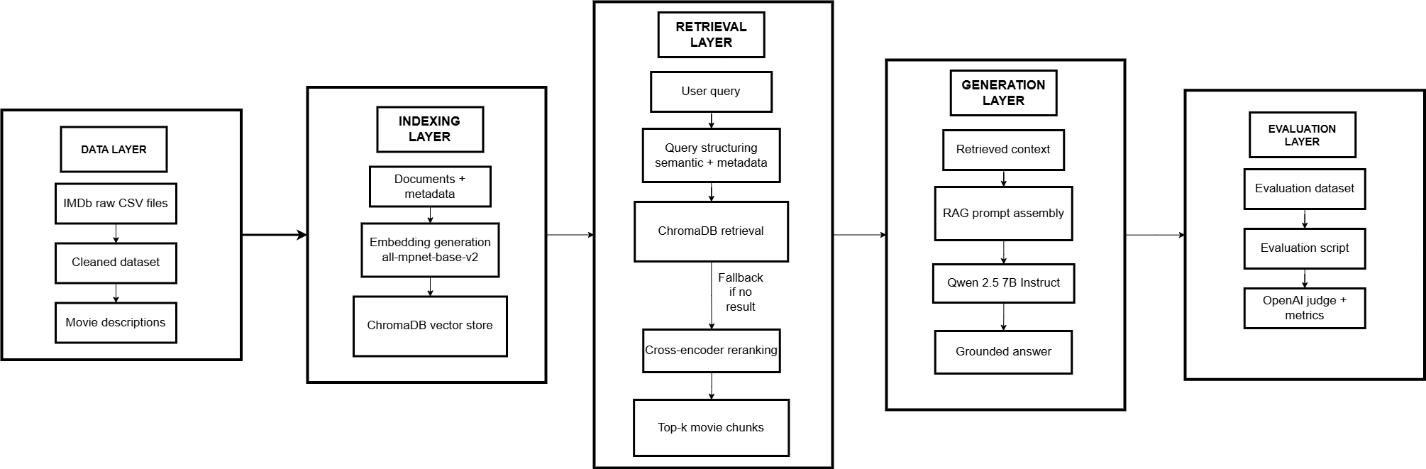 DATA LAYER
IMDb raw CSV files
Cleaned dataset
Movie descriptions
INDEXING
LAYER
Documents +
metadata
Embedding generation
all-mpnet-base-v2
ChromaDB vector store
RETRIEVAL
LAYER
User query
Query structuring
semantic + metadata
ChromaDB retrieval
Fallback
if no
result
Cross-encoder reranking
Top-k movie chunks
GENERATION
LAYER
Retrieved context
RAG prompt assembly
Qwen 2.5 7B Instruct
Grounded answer
EVALUATION
LAYER
Evaluation dataset
Evaluation script
OpenAI judge +
metrics